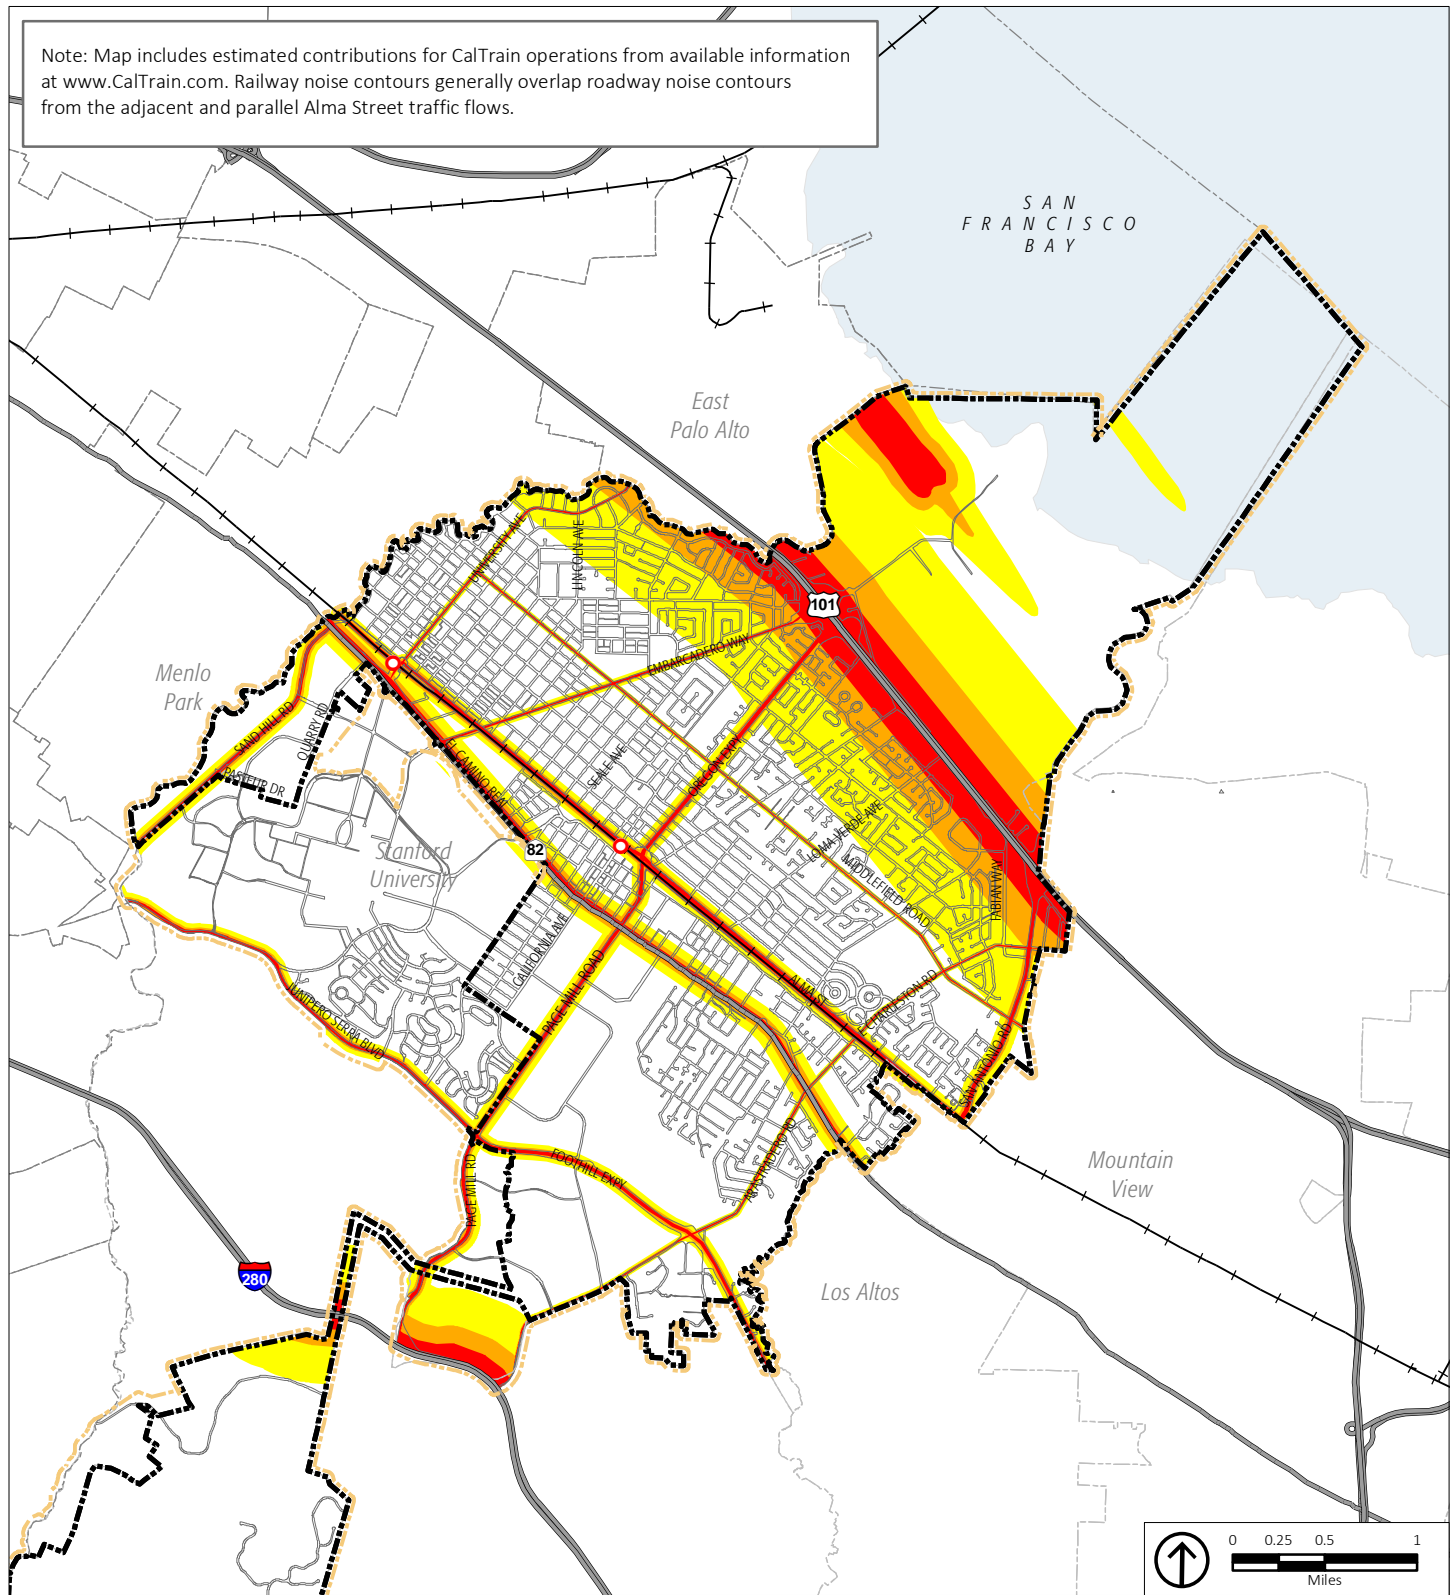 Note: Map includes estimated contributions for CalTrain operations from available information
at www.CalTrain.com. Railway noise contours generally overlap roadway noise contours
from the adjacent and parallel Alma Street traffic flows.
SAN
FRANCISCO
BAY
East
Palo Alto
UNIVERSITY AVE
LINCOLN AVE
101
EMBARCADERO WAY
Menlo
Park
SAND HILL RD
QUARRY RD
PASTEUR DR
EL CAMINO REAL
SEALE AVE
OREGON EXPY
LOMA VERDE AVE
MIDDLEFIELD ROAD
FABIAN WAY
82
Stanford
University
CALIFORNIA AVE
PAGE MILL ROAD
ALMA ST
CHARLESTON RD
SAN ANTONIO RD
JUNIPERO SERRA BLVD
FOOTHILL EXPY
ARASTRADERO RD
PAGE MILL RD
Mountain
View
280
Los Altos
0 0.25 0.5 1
Miles